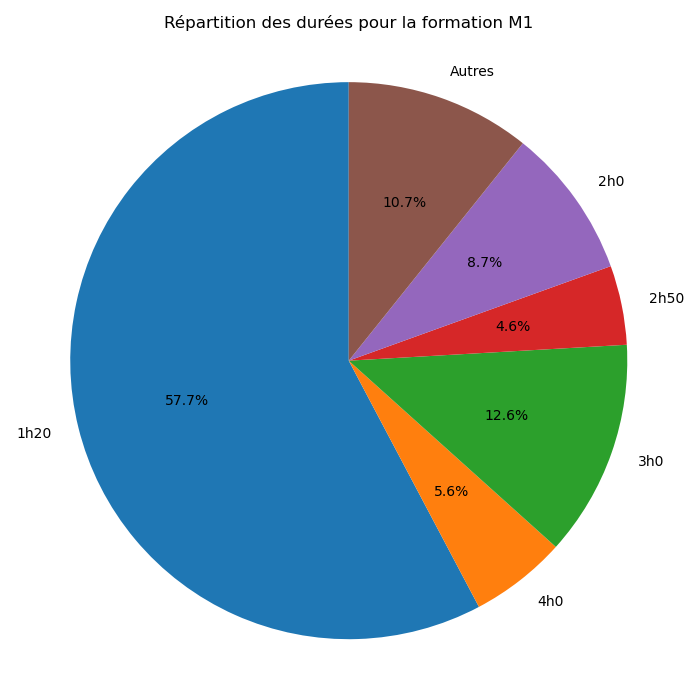 Répartition des durées pour la formation M1
Autres
10.7%
2h0
8.7%
2h50
4.6%
12.6%
3h0
57.7%
1h20
5.6%
4h0